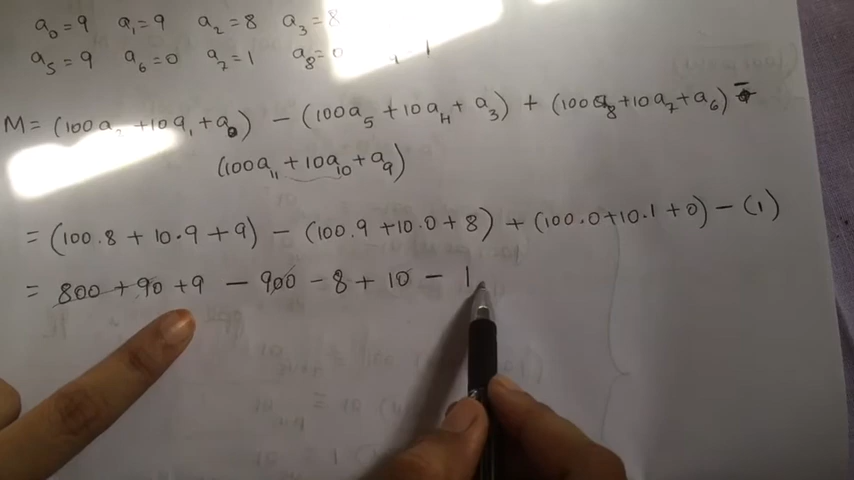 a₀=9 a₁=9 a₂=8 a₃=8
a₅=9 a₆=0 a₇=1 a₈=0
M= (100a₂+10a₁+a₀) - (100a₅+10a₄+a₃) + (100a₈+10a₇+a₆) -
(100a₁₁+10a₁₀+a₉)
= (100.8 + 10.9 + 9) - (100.9 + 10.0 + 8) + (100.0+10.1+0) - (1)
= 800 + 90 + 9 - 900 - 8 + 10 - 1